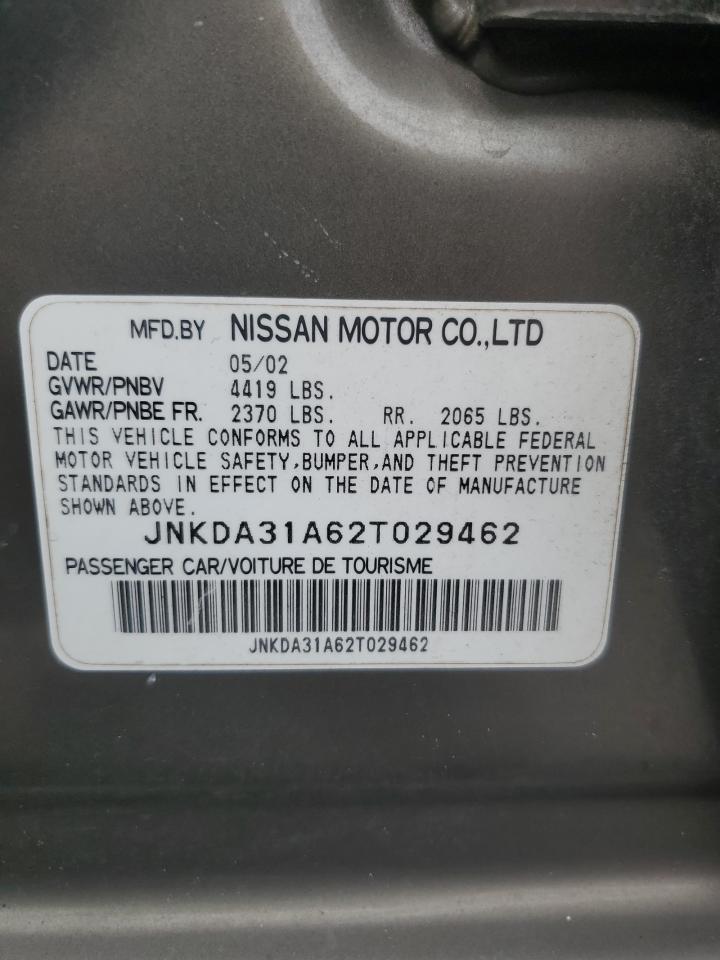 MFD.BY NISSAN MOTOR CO.,LTD
DATE 05/02
GVWR/PNBV 4419 LBS.
GAWR/PNBE FR. 2370 LBS. RR. 2065 LBS.
THIS VEHICLE CONFORMS TO ALL APPLICABLE FEDERAL
MOTOR VEHICLE SAFETY,BUMPER,AND THEFT PREVENTION
STANDARDS IN EFFECT ON THE DATE OF MANUFACTURE
SHOWN ABOVE.
JNKDA31A62T029462
PASSENGER CAR/VOITURE DE TOURISME
JNKDA31A62T029462